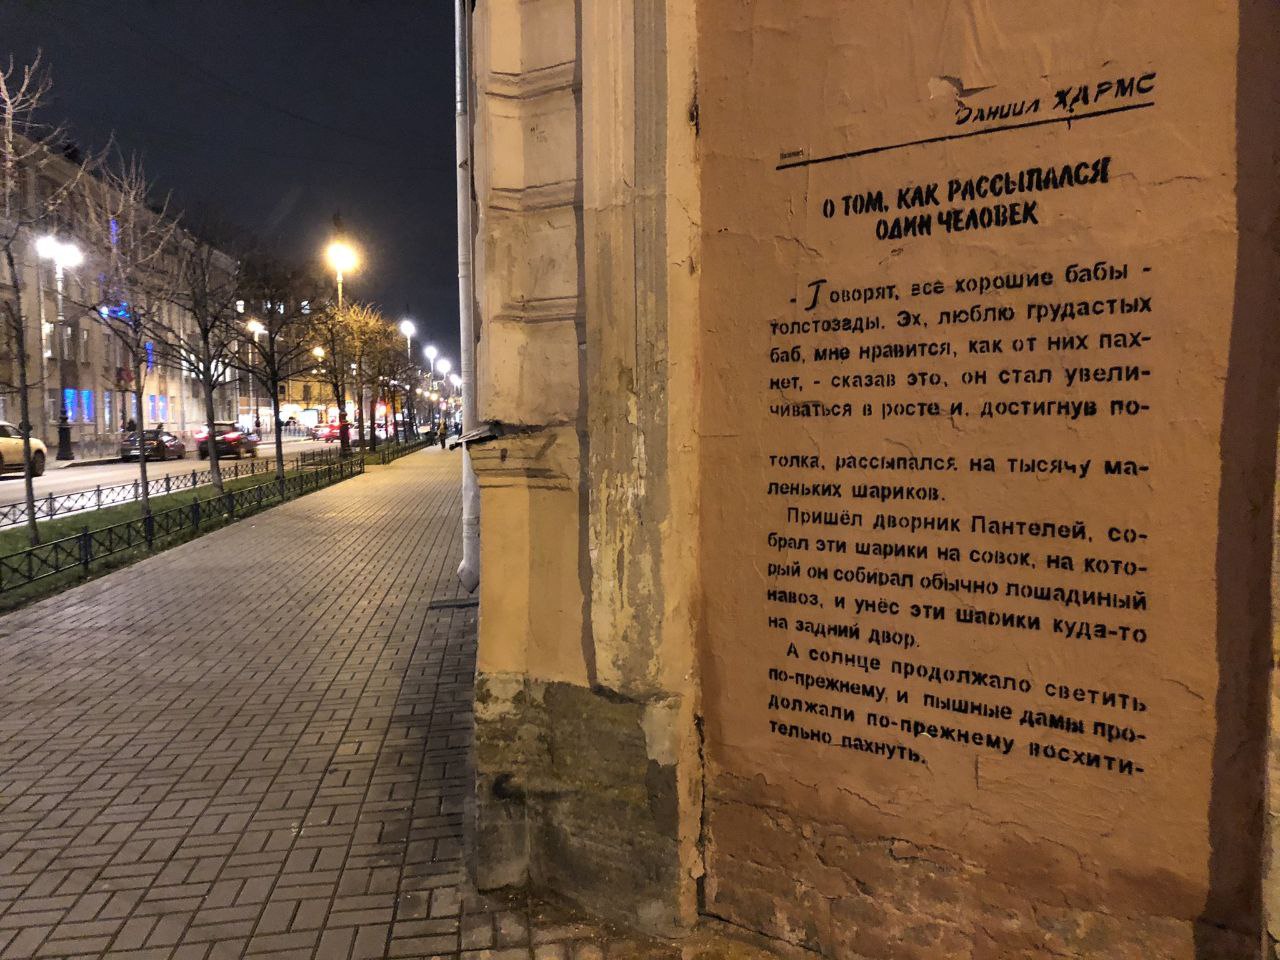 Даниил ХАРМС
О ТОМ, КАК РАССЫПАЛСЯ
ОДИН ЧЕЛОВЕК
- Говорят, все хорошие бабы -
толстозады. Эх, люблю грудастых
баб, мне нравится, как от них пах-
нет, - сказав это, он стал увели-
чиваться в росте и, достигнув по-
толка, рассыпался на тысячу ма-
леньких шариков.
Пришёл дворник Пантелей, со-
брал эти шарики на совок, на кото-
рый он собирал обычно лошадиный
навоз, и унёс эти шарики куда-то
на задний двор.
А солнце продолжало светить
по-прежнему, и пышные дамы про-
должали по-прежнему восхити-
тельно пахнуть.